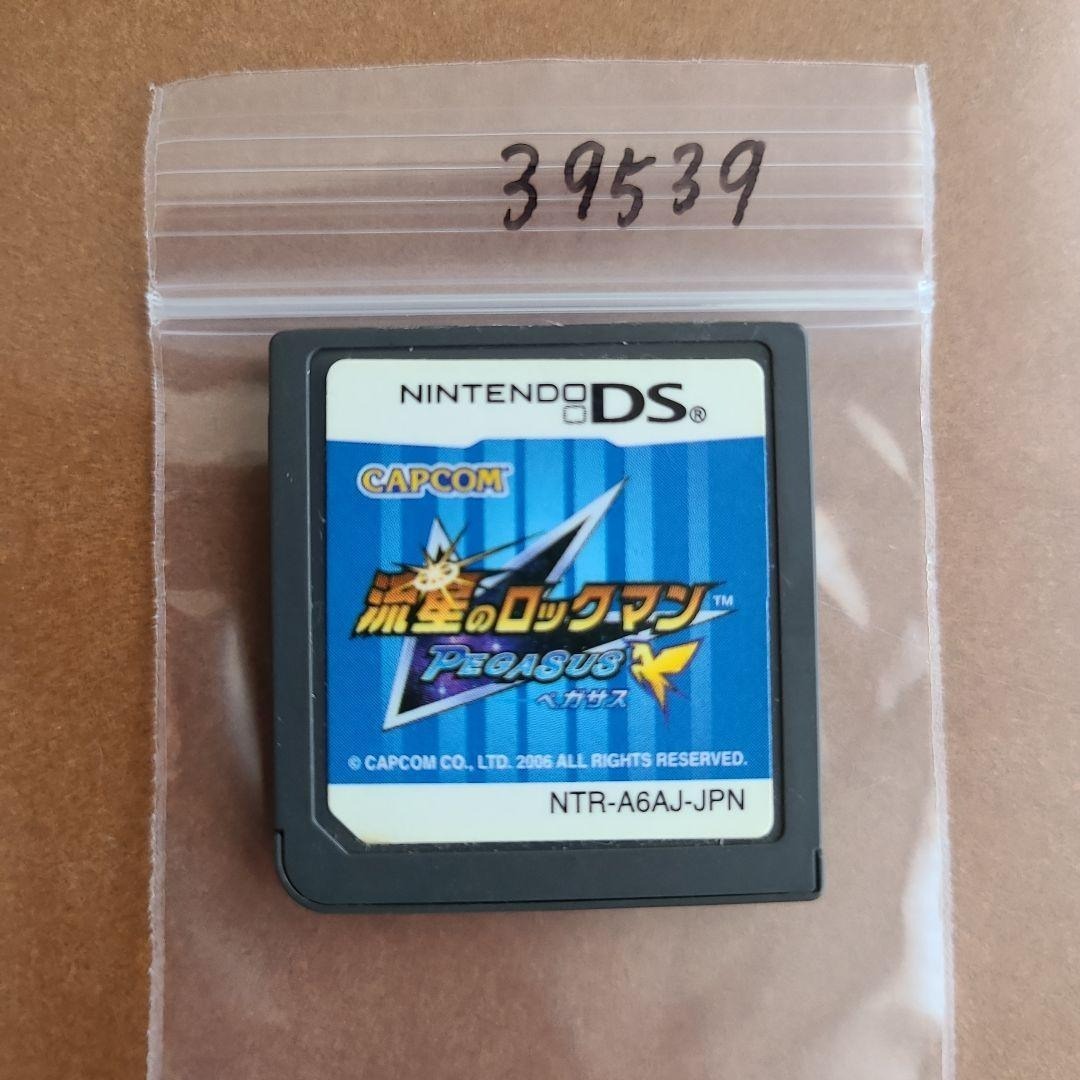 39539
NINTENDO DS®
CAPCOM
流星のロックマン™
PEGASUS
ペガサス
© CAPCOM CO., LTD. 2006 ALL RIGHTS RESERVED.
NTR-A6AJ-JPN